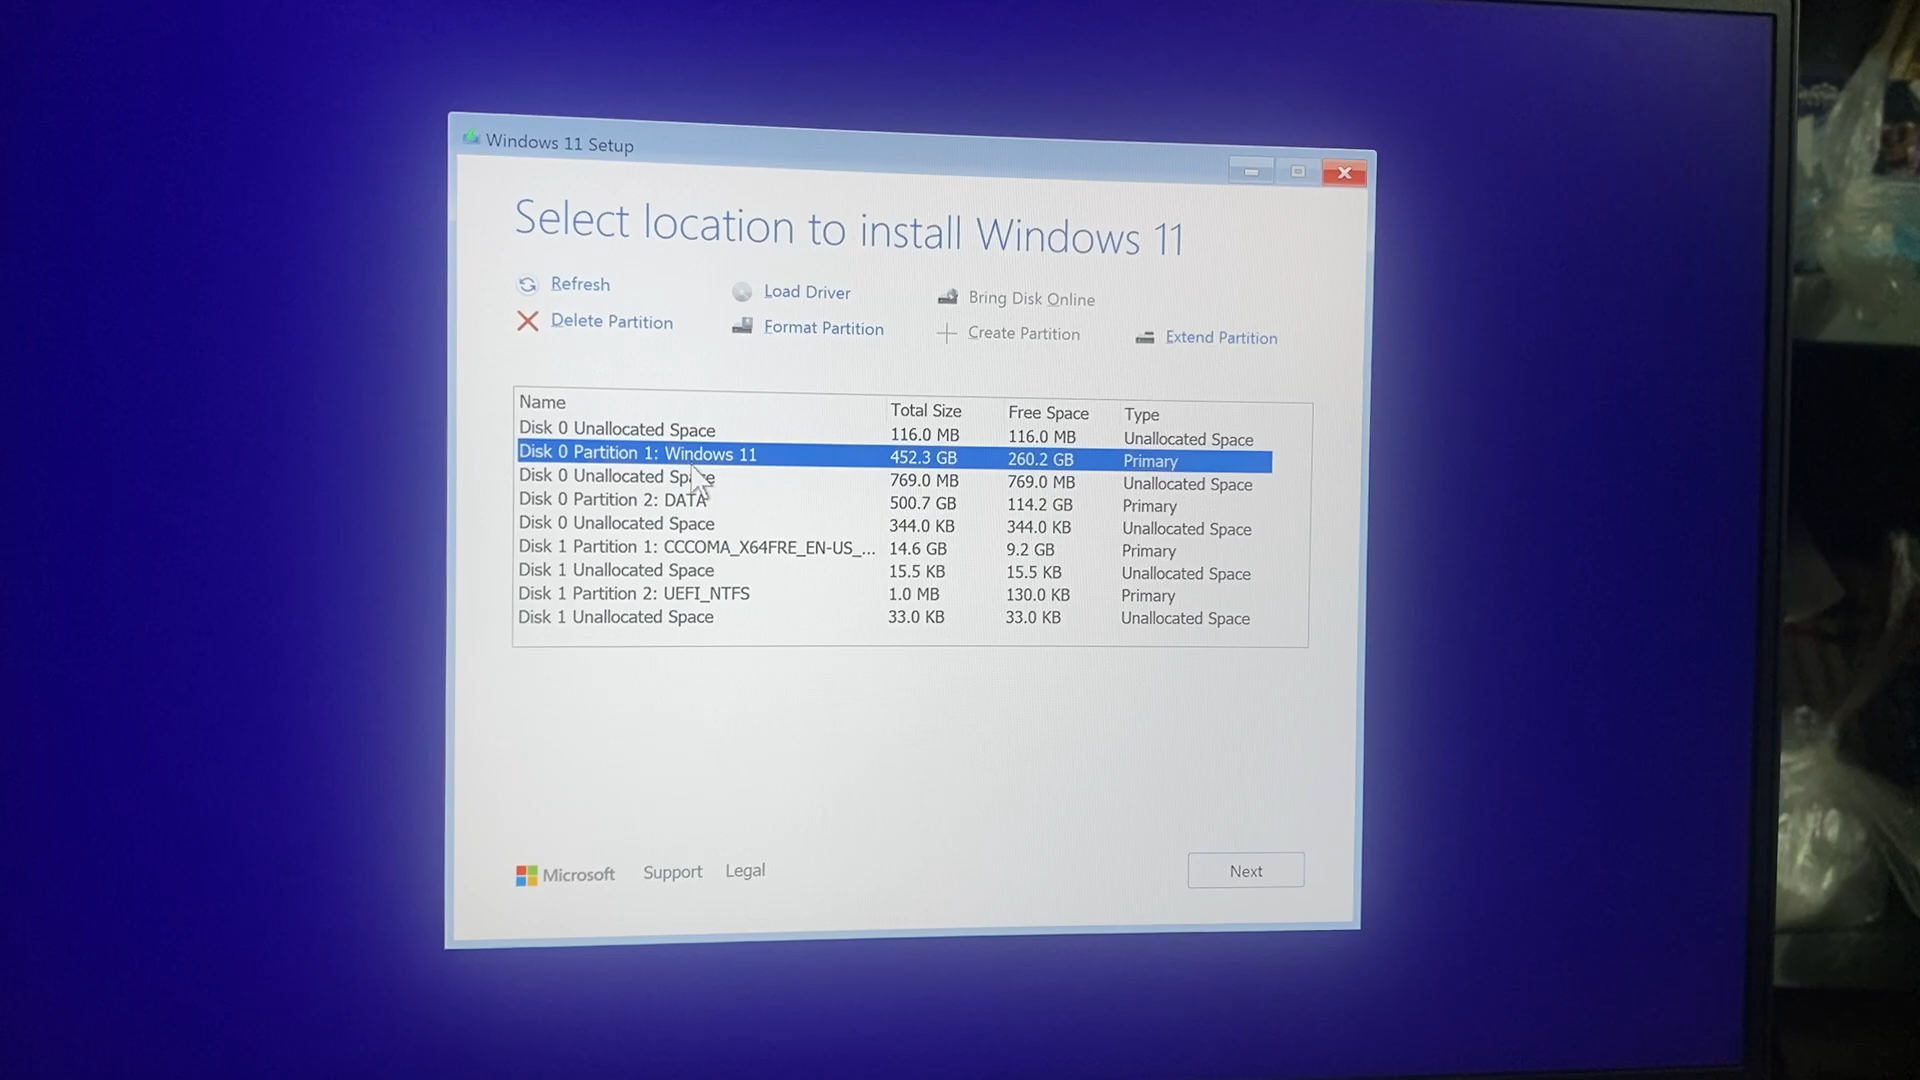 Windows 11 Setup
Select location to install Windows 11
Refresh Load Driver Bring Disk Online
Delete Partition Format Partition Create Partition Extend Partition
Name Total Size Free Space Type
Disk 0 Unallocated Space 116.0 MB 116.0 MB Unallocated Space
Disk 0 Partition 1: Windows 11 452.3 GB 260.2 GB Primary
Disk 0 Unallocated Space 769.0 MB 769.0 MB Unallocated Space
Disk 0 Partition 2: DATA 500.7 GB 114.2 GB Primary
Disk 0 Unallocated Space 344.0 KB 344.0 KB Unallocated Space
Disk 1 Partition 1: CCCOMA_X64FRE_EN-US_... 14.6 GB 9.2 GB Primary
Disk 1 Unallocated Space 15.5 KB 15.5 KB Unallocated Space
Disk 1 Partition 2: UEFI_NTFS 1.0 MB 130.0 KB Primary
Disk 1 Unallocated Space 33.0 KB 33.0 KB Unallocated Space
Microsoft Support Legal Next